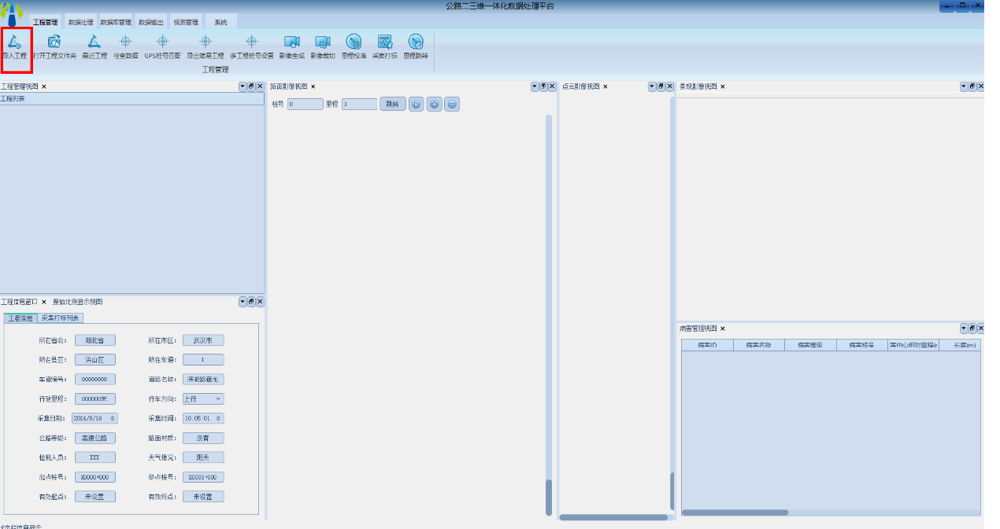 公路二三维一体化数据处理平台
工程管理 数据处理 数据库管理 数据输出 视图管理 系统
导入工程 打开工程文件夹 最近工程 检查数据 GPS桩号匹配 导出简易工程 多工程桩号设置 影像生成 影像裁切 里程校准 采集打标 里程跳转
工程管理
工程管理视图
工程列表
路面影像视图
桩号 0 里程 0 跳转
点云影像视图
景观影像视图
工程信息窗口 原始比例显示视图
工程信息 采集打标列表
所在省会: 湖北省 所在市区: 武汉市
所在县区: 洪山区 所在车道: 1
车道编号: 00000000 道路名称:
行驶里程: 000000米 行车方向: 上行
采集日期: 2024/8/16 采集时间: 10:05:01
公路等级: 高速公路 路面材质: 沥青
检测人员: XXX 天气情况: 阴天
起点桩号: K0000+000 终点桩号: K0000+000
有效起点: 未设置 有效终点: 未设置
病害管理视图
病害ID 病害名称 病害等级 病害桩号 害中心相对里程(r 长度(m)
状态栏信息显示